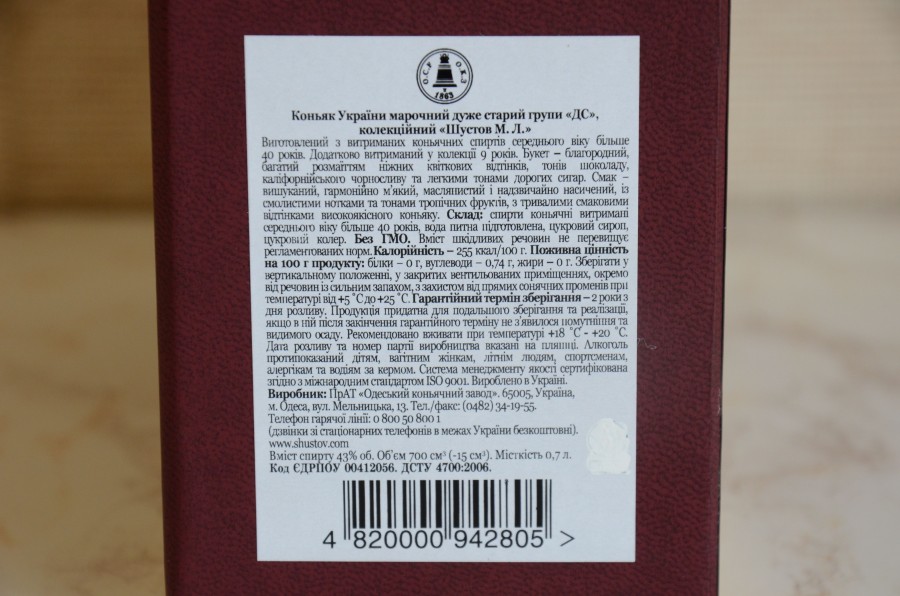 О.С.У. О.К.З.
У
1863
Коньяк України марочний дуже старий групи «ДС»,
колекційний «Шустов М. Л.»
Виготовлений з витриманих коньячних спиртів середнього віку більше
40 років. Додатково витриманий у колекції 9 років. Букет – благородний,
багатий розмаїттям ніжних квіткових відтінків, тонів шоколаду,
каліфорнійського чорносливу та легкими тонами дорогих сигар. Смак –
вишуканий, гармонійно м'який, маслянистий і надзвичайно насичений, із
смолистими нотками та тонами тропічних фруктів, з тривалими смаковими
відтінками високоякісного коньяку. Склад: спирти коньячні витримані
середнього віку більше 40 років, вода питна підготовлена, цукровий сироп,
цукровий колер. Без ГМО. Вміст шкідливих речовин не перевищує
регламентованих норм. Калорійність – 255 ккал/100 г. Поживна цінність
на 100 г продукту: білки – 0 г, вуглеводи – 0,74 г, жири – 0 г. Зберігати у
вертикальному положенні, у закритих вентильованих приміщеннях, окремо
від речовин із сильним запахом, з захистом від прямих сонячних променів при
температурі від +5 ˚С до +25 ˚С. Гарантійний термін зберігання – 2 роки з
дня розливу. Продукція придатна для подальшого зберігання та реалізації,
якщо в ній після закінчення гарантійного терміну не з'явилося помутніння та
видимого осаду. Рекомендовано вживати при температурі +18 ˚С - +20 ˚С.
Дата розливу та номер партії виробництва вказані на пляшці. Алкоголь
протипоказаний дітям, вагітним жінкам, літнім людям, спортсменам,
алергікам та водіям за кермом. Система менеджменту якості сертифікована
згідно з міжнародним стандартом ISO 9001. Вироблено в Україні.
Виробник: ПрАТ «Одеський коньячний завод». 65005, Україна,
м. Одеса, вул. Мельницька, 13. Тел./факс: (0482) 34-19-55.
Телефон гарячої лінії: 0 800 50 800 1
(дзвінки зі стаціонарних телефонів в межах України безкоштовні).
www.shustov.com
Вміст спирту 43% об. Об'єм 700 см³ (-15 см³). Місткість 0,7 л.
Код ЄДРПОУ 00412056. ДСТУ 4700:2006.
4 820000 942805 >